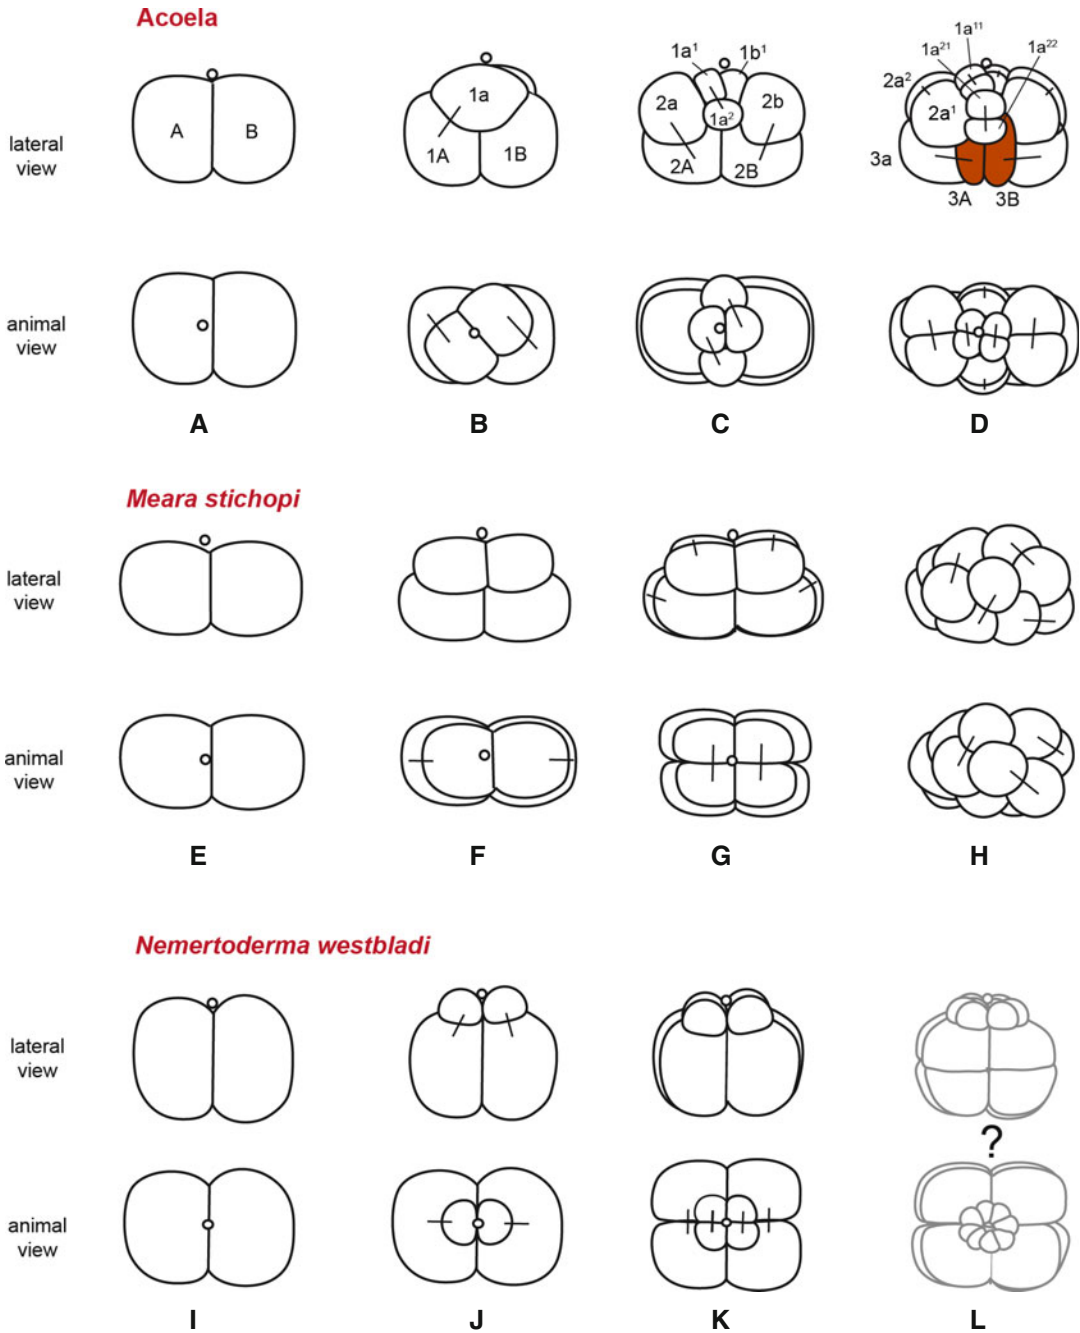 Acoela
lateral
view
A
B
1a
1A
1B
1a¹
1b¹
2a
2b
1a²
2A
2B
1a¹¹
1a²¹
1a²²
2a²
2a¹
3a
3A
3B
animal
view
A
B
C
D
Meara stichopi
lateral
view
animal
view
E
F
G
H
Nemertoderma westbladi
lateral
view
?
animal
view
I
J
K
L